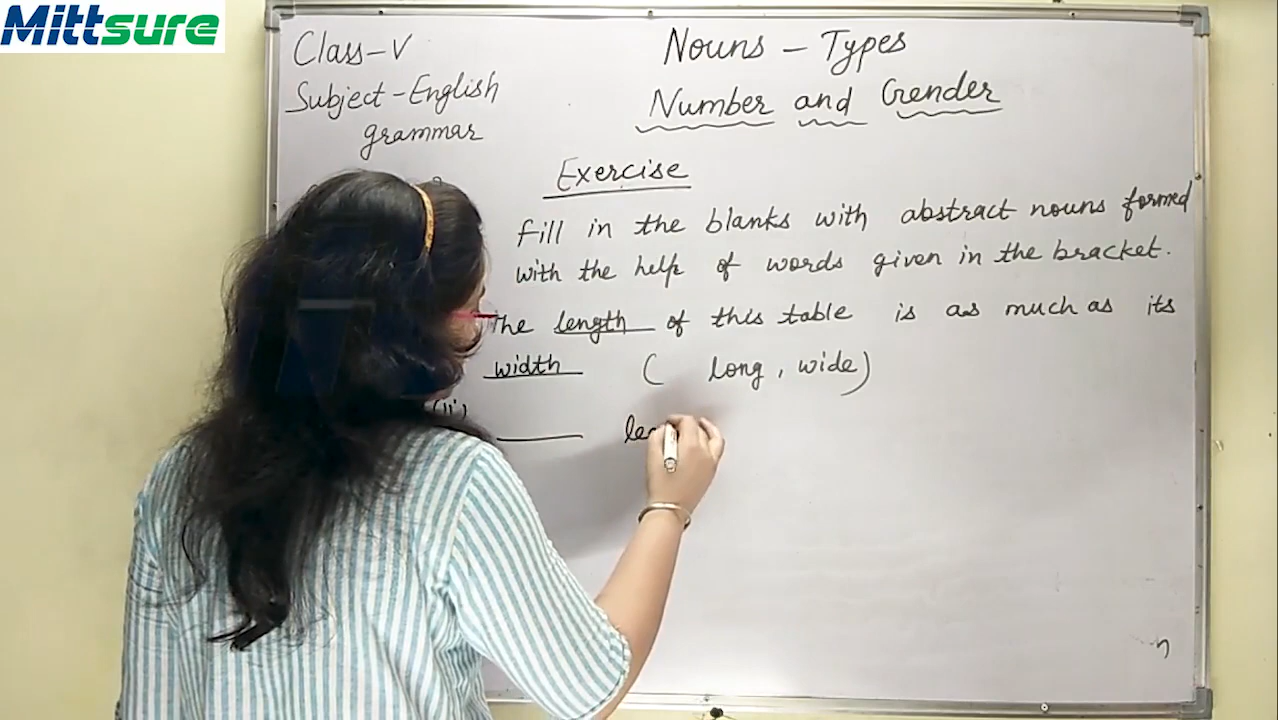 Mittsure
Class-V
Subject-English
grammar
Nouns - Types
Number and Gender
Exercise
Fill in the blanks with abstract nouns formed
with the help of words given in the bracket.
The length of this table is as much as its
width ( long, wide)
(ii)